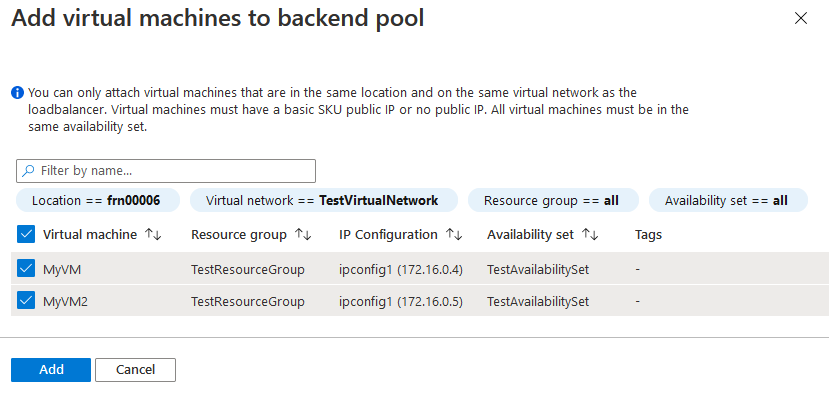 Add virtual machines to backend pool
You can only attach virtual machines that are in the same location and on the same virtual network as the
loadbalancer. Virtual machines must have a basic SKU public IP or no public IP. All virtual machines must be in the
same availability set.
Filter by name...
Location == frn00006 Virtual network == TestVirtualNetwork Resource group == all Availability set == all
Virtual machine ↑↓ Resource group ↑↓ IP Configuration ↑↓ Availability set ↑↓ Tags
MyVM TestResourceGroup ipconfig1 (172.16.0.4) TestAvailabilitySet -
MyVM2 TestResourceGroup ipconfig1 (172.16.0.5) TestAvailabilitySet -
Add Cancel